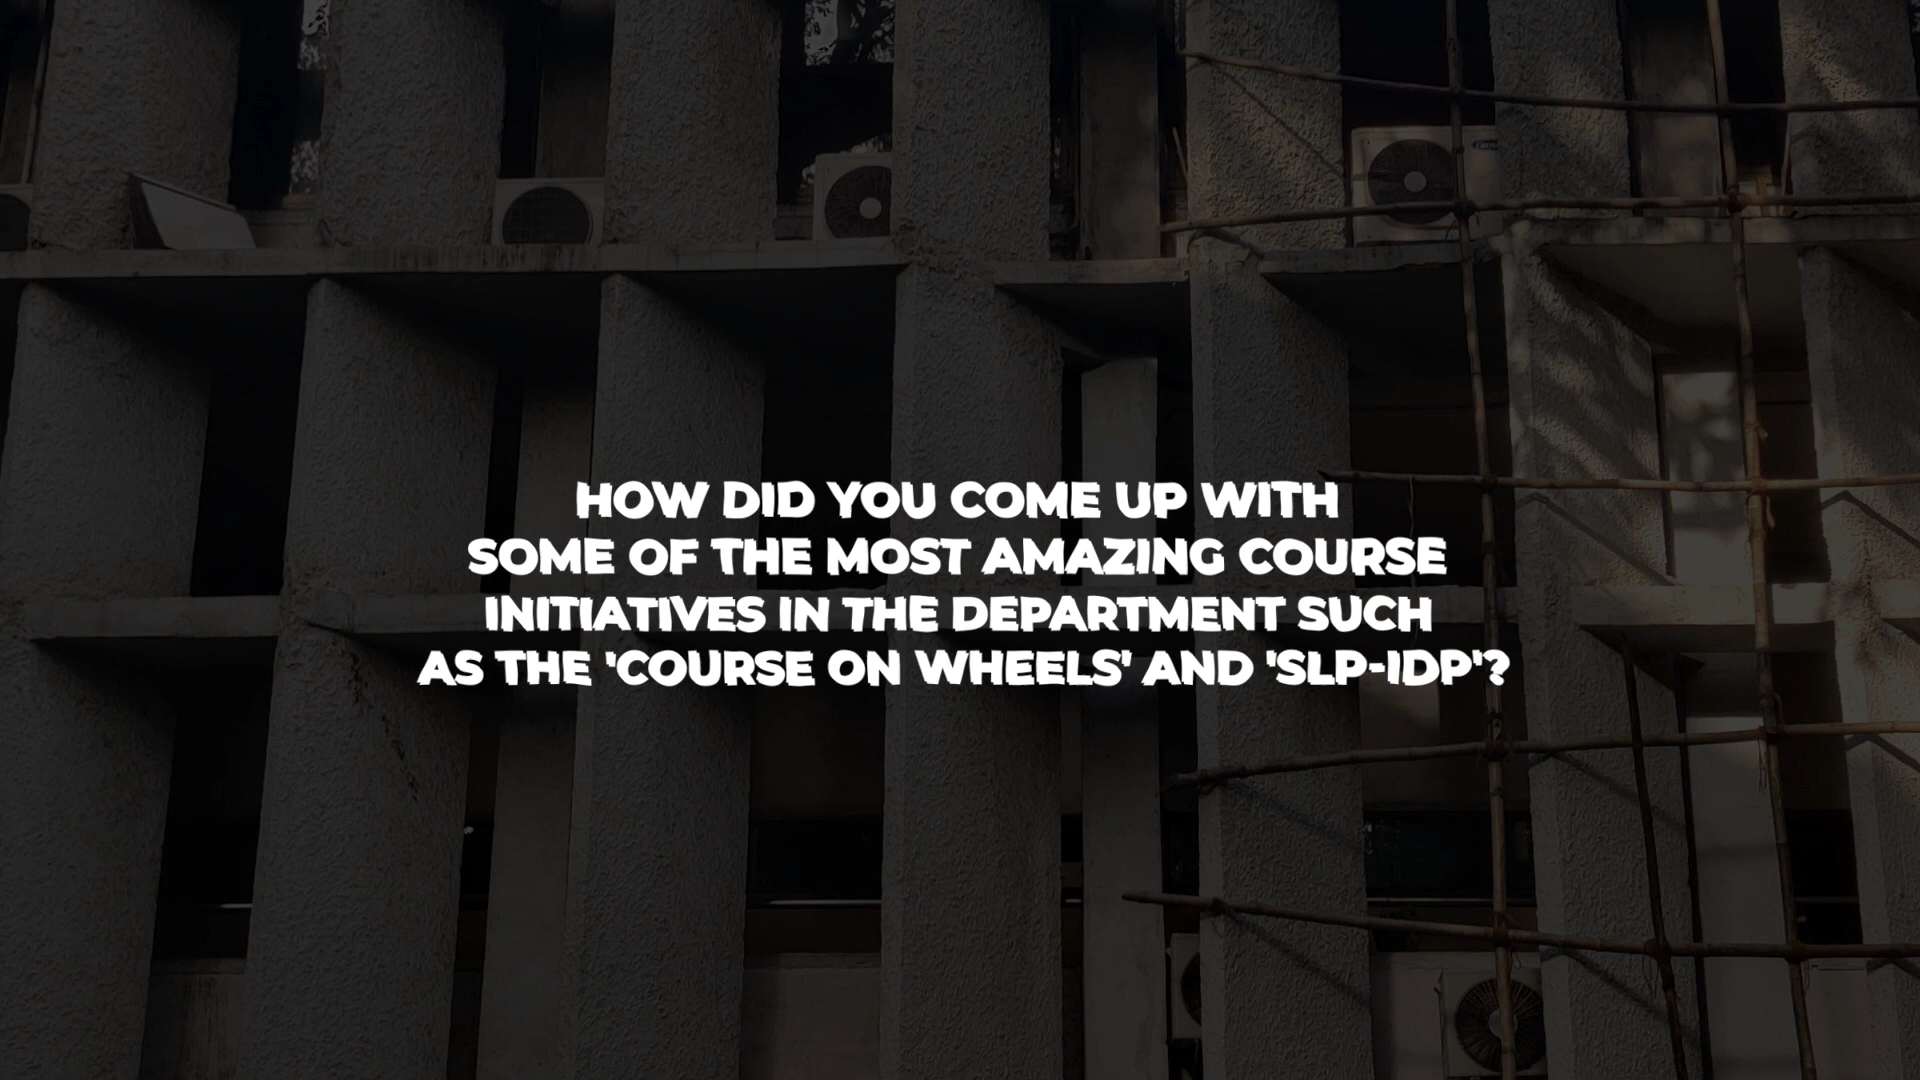 HOW DID YOU COME UP WITH
SOME OF THE MOST AMAZING COURSE
INITIATIVES IN THE DEPARTMENT SUCH
AS THE 'COURSE ON WHEELS' AND 'SLP-IDP'?